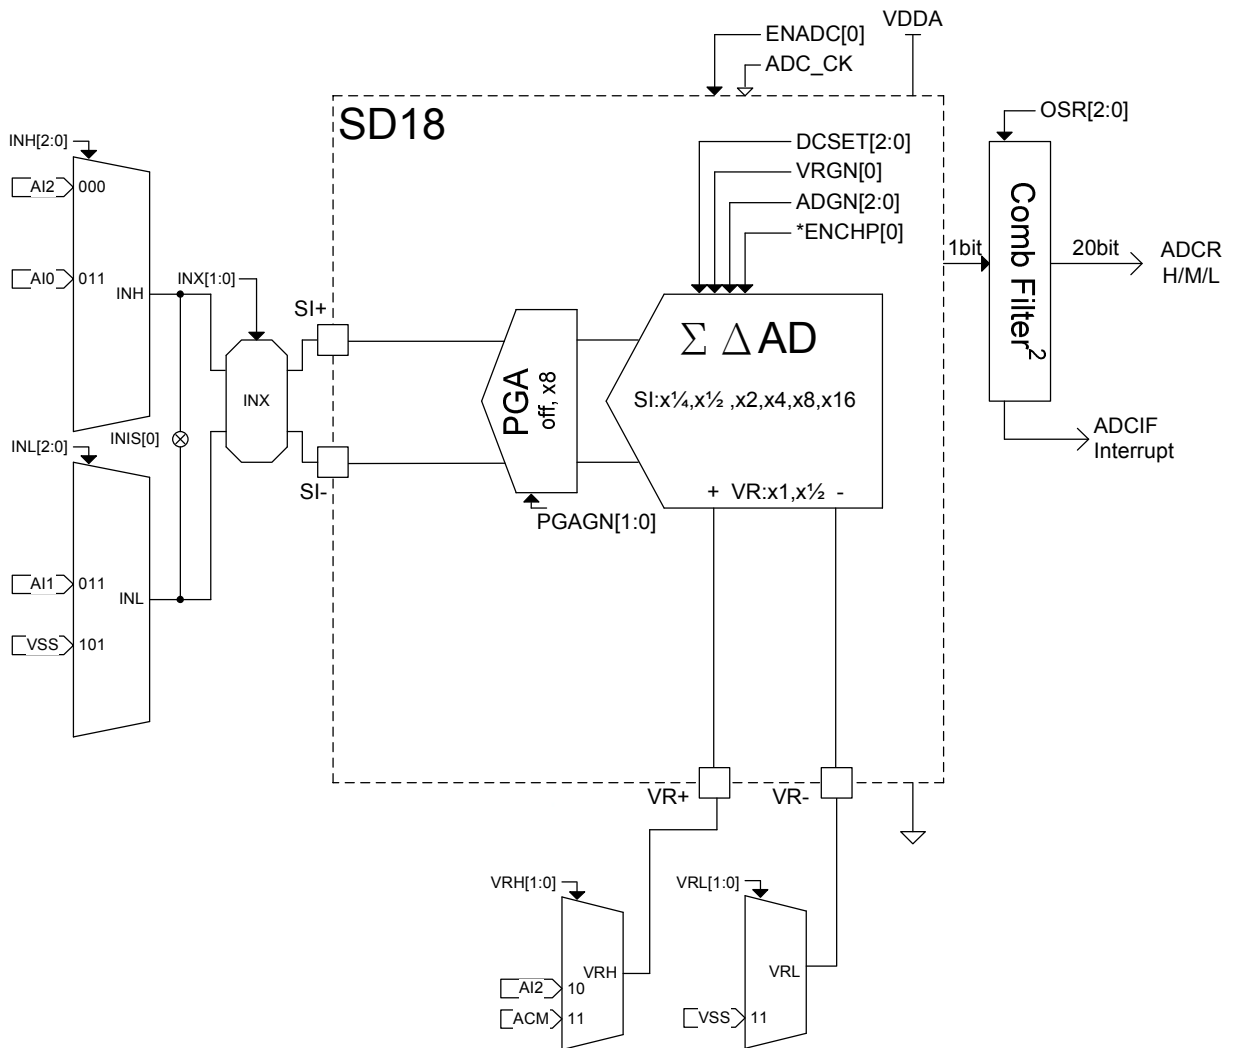 ENADC[0]
VDDA
ADC_CK
SD18
OSR[2:0]
INH[2:0]
DCSET[2:0]
VRGN[0]
ADGN[2:0]
*ENCHP[0]
AI2
000
AI0
011
INH
INX[1:0]
SI+
1bit
Comb Filter²
20bit
ADCR
H/M/L
Σ Δ AD
SI:x¼,x½ ,x2,x4,x8,x16
PGA
off, x8
INX
INIS[0]
INL[2:0]
SI-
+ VR:x1,x½ -
PGAGN[1:0]
ADCIF
Interrupt
AI1
011
INL
VSS
101
VR+
VR-
VRH[1:0]
VRL[1:0]
VRH
VRL
AI2
10
ACM
11
VSS
11